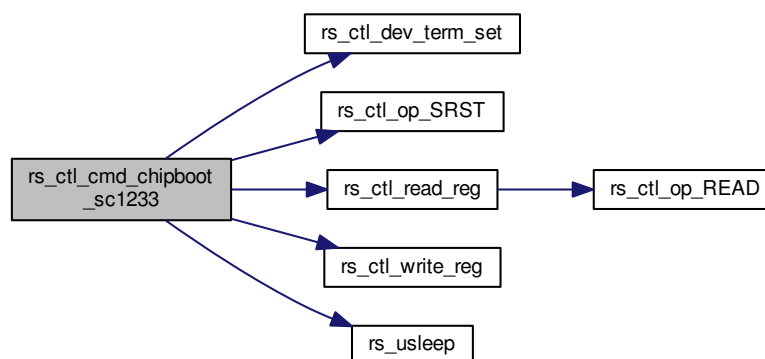 rs_ctl_dev_term_set
rs_ctl_op_SRST
rs_ctl_cmd_chipboot
_sc1233
rs_ctl_read_reg
rs_ctl_op_READ
rs_ctl_write_reg
rs_usleep